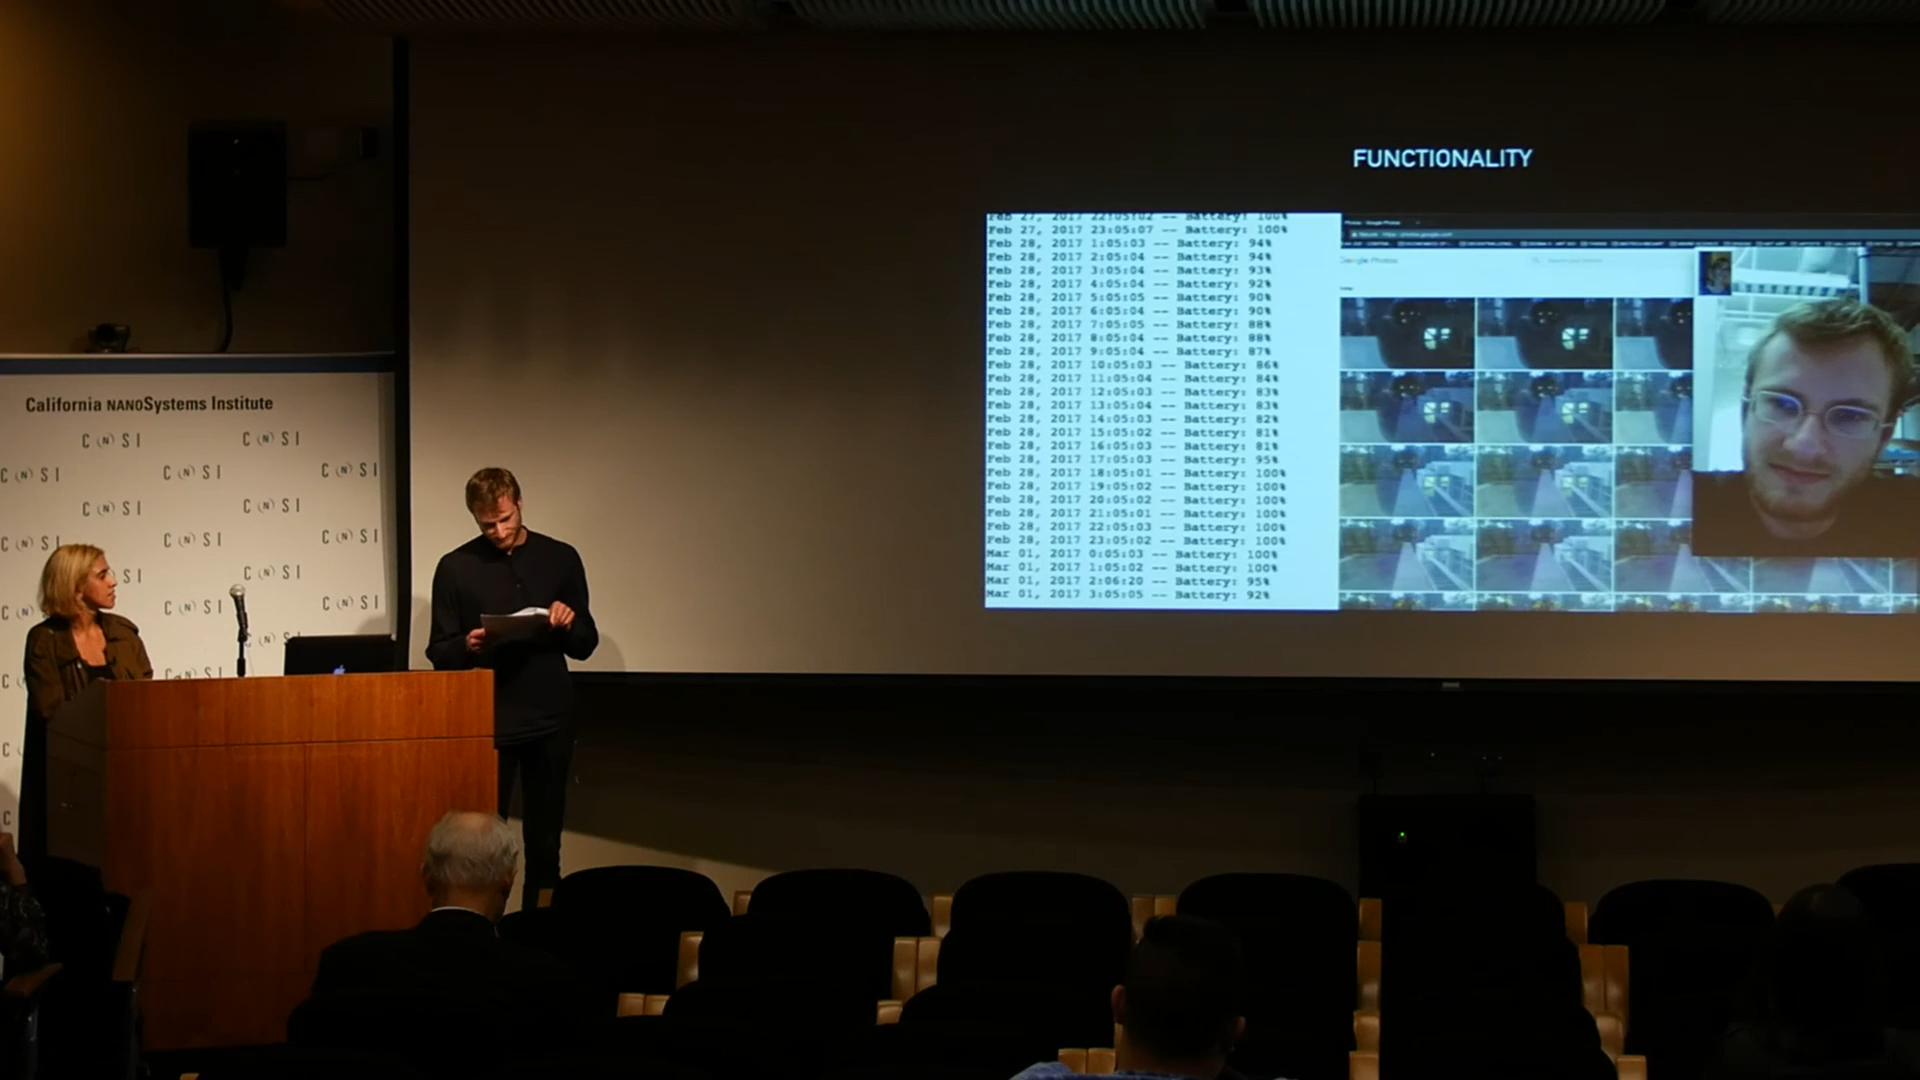 FUNCTIONALITY
Feb 27, 2017 22:05:02 -- Battery: 100%
Feb 27, 2017 23:05:07 -- Battery: 100%
Feb 28, 2017 1:05:03 -- Battery: 94%
Feb 28, 2017 2:05:04 -- Battery: 94%
Feb 28, 2017 3:05:04 -- Battery: 93%
Feb 28, 2017 4:05:04 -- Battery: 92%
Feb 28, 2017 5:05:05 -- Battery: 90%
Feb 28, 2017 6:05:04 -- Battery: 90%
Feb 28, 2017 7:05:05 -- Battery: 88%
Feb 28, 2017 8:05:04 -- Battery: 88%
Feb 28, 2017 9:05:04 -- Battery: 87%
Feb 28, 2017 10:05:03 -- Battery: 86%
Feb 28, 2017 11:05:04 -- Battery: 84%
Feb 28, 2017 12:05:03 -- Battery: 83%
Feb 28, 2017 13:05:04 -- Battery: 83%
Feb 28, 2017 14:05:03 -- Battery: 82%
Feb 28, 2017 15:05:02 -- Battery: 81%
Feb 28, 2017 16:05:03 -- Battery: 81%
Feb 28, 2017 17:05:03 -- Battery: 95%
Feb 28, 2017 18:05:01 -- Battery: 100%
Feb 28, 2017 19:05:02 -- Battery: 100%
Feb 28, 2017 20:05:02 -- Battery: 100%
Feb 28, 2017 21:05:01 -- Battery: 100%
Feb 28, 2017 22:05:03 -- Battery: 100%
Feb 28, 2017 23:05:02 -- Battery: 100%
Mar 01, 2017 0:05:03 -- Battery: 100%
Mar 01, 2017 1:05:02 -- Battery: 100%
Mar 01, 2017 2:06:20 -- Battery: 95%
Mar 01, 2017 3:05:05 -- Battery: 92%
Google Photos
California NANOSystems Institute
C (N) S I C (N) S I
C (N) S I C (N) S I C (N) S I
C (N) S I C (N) S I
C (N) S I C (N) S I C (N) S I
S I C (N) S I
C (N) C (N) S I C (N) S I
(N) S
C
C
C